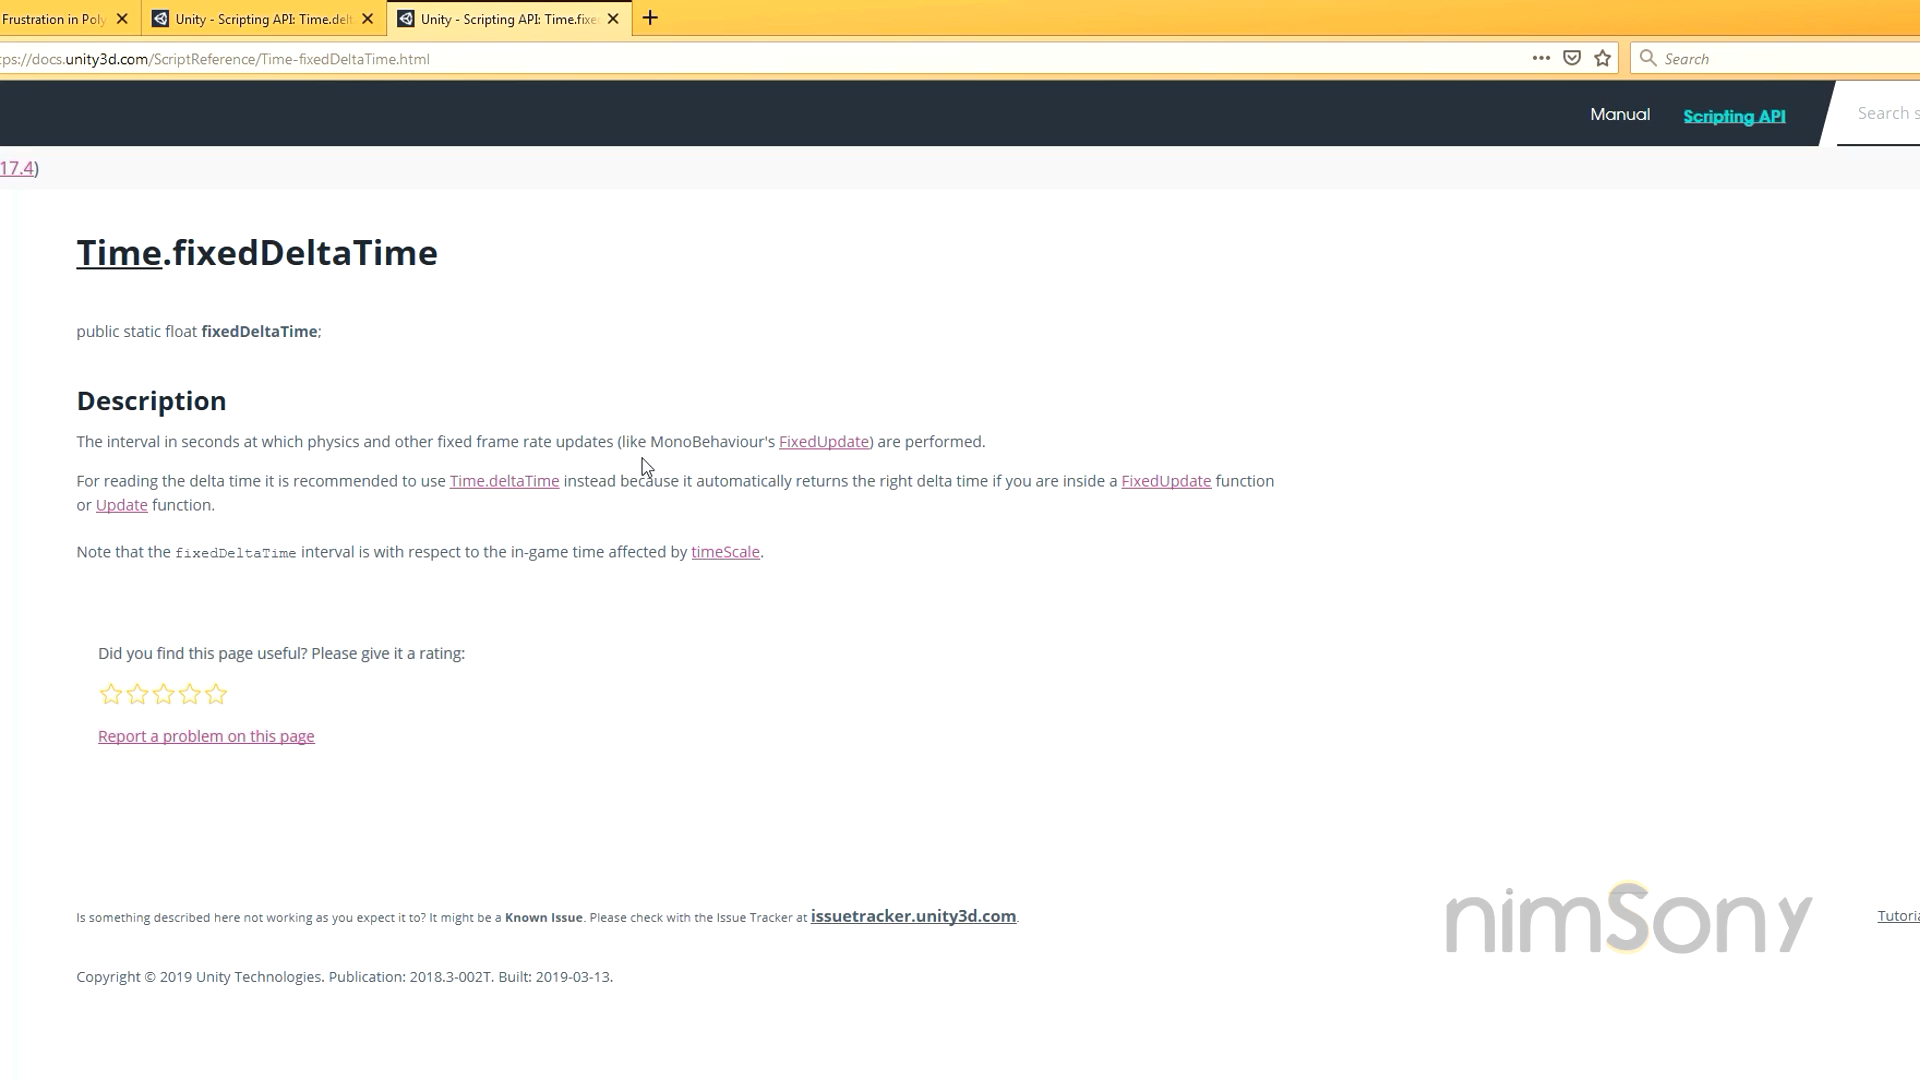 Frustration in Poly
Unity - Scripting API: Time.delt
Unity - Scripting API: Time.fixe
ps://docs.unity3d.com/ScriptReference/Time-fixedDeltaTime.html
Search
Manual
Scripting API
Search s
17.4)
Time.fixedDeltaTime
public static float fixedDeltaTime;
Description
The interval in seconds at which physics and other fixed frame rate updates (like MonoBehaviour's FixedUpdate) are performed.
For reading the delta time it is recommended to use Time.deltaTime instead because it automatically returns the right delta time if you are inside a FixedUpdate function
or Update function.
Note that the fixedDeltaTime interval is with respect to the in-game time affected by timeScale.
Did you find this page useful? Please give it a rating:
Report a problem on this page
Is something described here not working as you expect it to? It might be a Known Issue. Please check with the Issue Tracker at issuetracker.unity3d.com.
nimSony
Tutoria
Copyright © 2019 Unity Technologies. Publication: 2018.3-002T. Built: 2019-03-13.